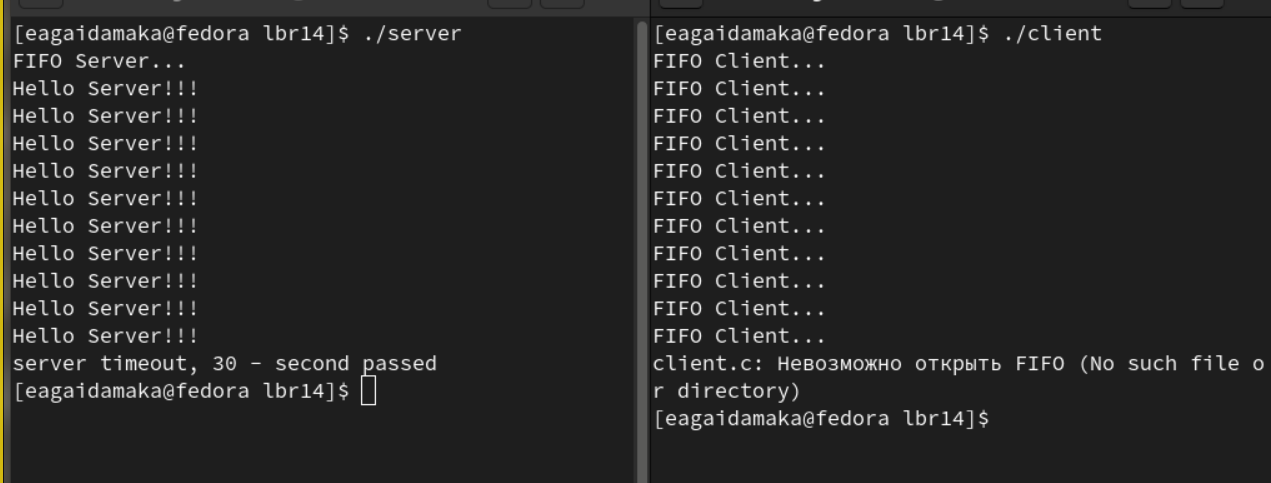 [eagaidamaka@fedora lbr14]$ ./server
FIFO Server...
Hello Server!!!
Hello Server!!!
Hello Server!!!
Hello Server!!!
Hello Server!!!
Hello Server!!!
Hello Server!!!
Hello Server!!!
Hello Server!!!
Hello Server!!!
server timeout, 30 - second passed
[eagaidamaka@fedora lbr14]$
[eagaidamaka@fedora lbr14]$ ./client
FIFO Client...
FIFO Client...
FIFO Client...
FIFO Client...
FIFO Client...
FIFO Client...
FIFO Client...
FIFO Client...
FIFO Client...
FIFO Client...
FIFO Client...
client.c: Невозможно открыть FIFO (No such file o
r directory)
[eagaidamaka@fedora lbr14]$